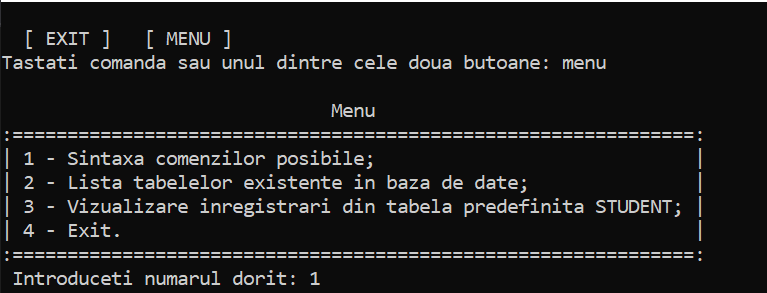 [ EXIT ]   [ MENU ]
Tastati comanda sau unul dintre cele doua butoane: menu
Menu
:==============================================================:
| 1 - Sintaxa comenzilor posibile;                             |
| 2 - Lista tabelelor existente in baza de date;               |
| 3 - Vizualizare inregistrari din tabela predefinita STUDENT; |
| 4 - Exit.                                                    |
:==============================================================:
Introduceti numarul dorit: 1